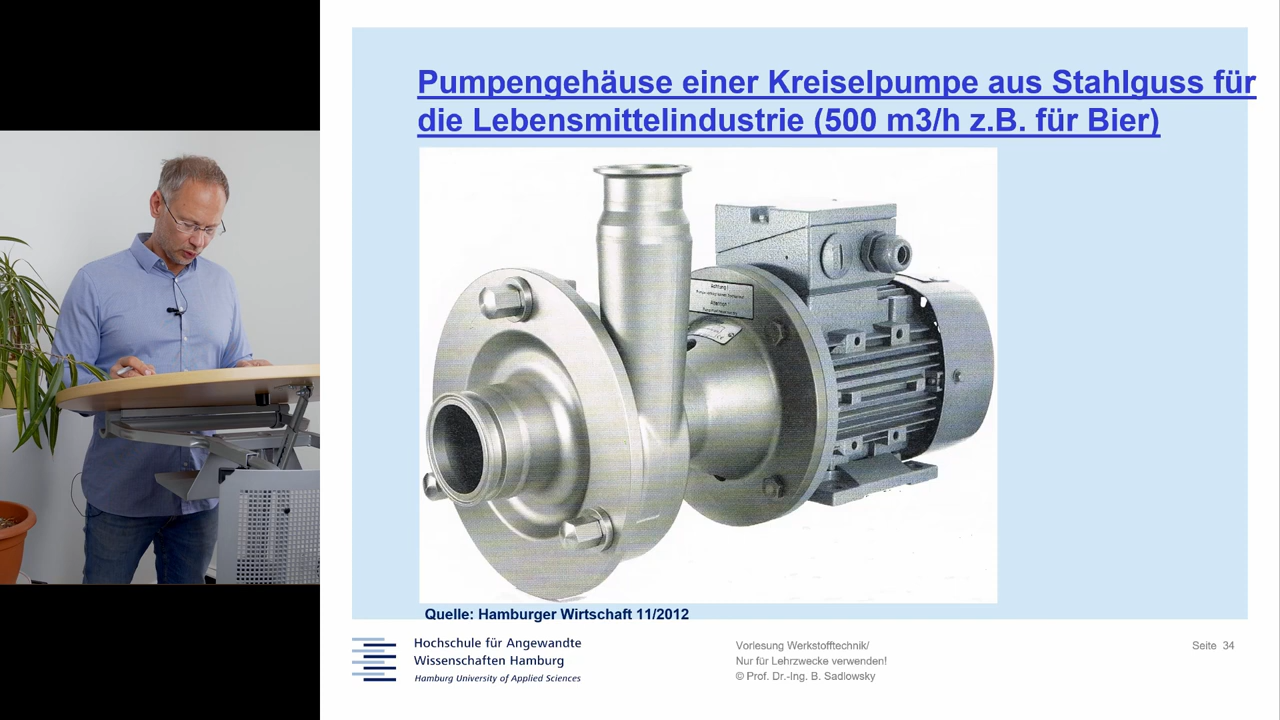 Pumpengehäuse einer Kreiselpumpe aus Stahlguss für
die Lebensmittelindustrie (500 m3/h z.B. für Bier)
Achtung !
Quelle: Hamburger Wirtschaft 11/2012
Hochschule für Angewandte
Wissenschaften Hamburg
Hamburg University of Applied Sciences
Vorlesung Werkstofftechnik/
Nur für Lehrzwecke verwenden!
© Prof. Dr.-Ing. B. Sadlowsky
Seite 34